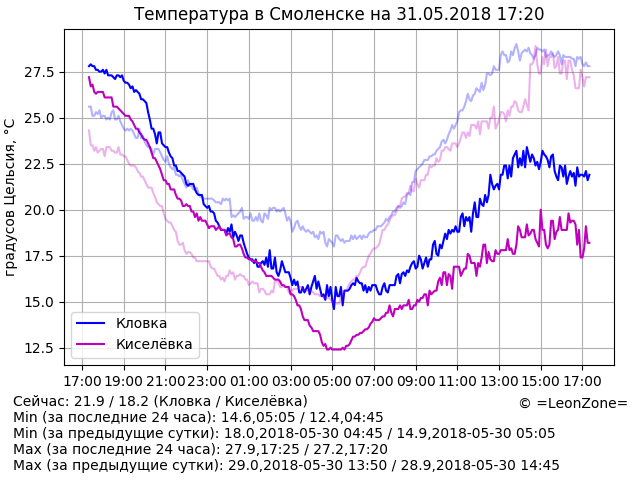 Температура в Смоленске на 31.05.2018 17:20
градусов Цельсия, °C
27.5
25.0
22.5
20.0
17.5
15.0
12.5
Кловка
Киселёвка
17:00 19:00 21:00 23:00 01:00 03:00 05:00 07:00 09:00 11:00 13:00 15:00 17:00
Сейчас: 21.9 / 18.2 (Кловка / Киселёвка)
© =LeonZone=
Min (за последние 24 часа): 14.6,05:05 / 12.4,04:45
Min (за предыдущие сутки): 18.0,2018-05-30 04:45 / 14.9,2018-05-30 05:05
Max (за последние 24 часа): 27.9,17:25 / 27.2,17:20
Max (за предыдущие сутки): 29.0,2018-05-30 13:50 / 28.9,2018-05-30 14:45